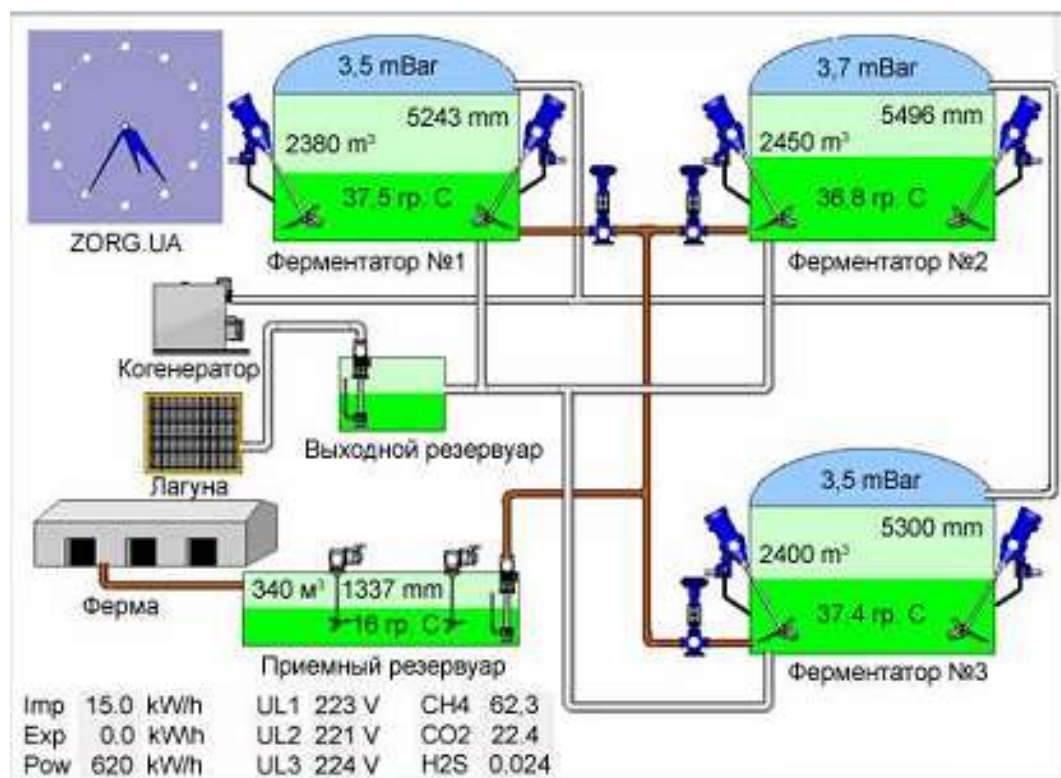 3,5 mBar
5243 mm
2380 m³
37.5 гр. С
Ферментатор №1
3,7 mBar
5496 mm
2450 m³
36.8 гр. С
Ферментатор №2
ZORG.UA
Когенератор
Лагуна
Выходной резервуар
3,5 mBar
5300 mm
2400 m³
37.4 гр. С
Ферментатор №3
Ферма
340 м³ 1337 mm
16 гр. С
Приемный резервуар
Imp 15.0 kW/h UL1 223 V CH4 62,3
Exp 0.0 kW/h UL2 221 V CO2 22.4
Pow 620 kW/h UL3 224 V H2S 0.024